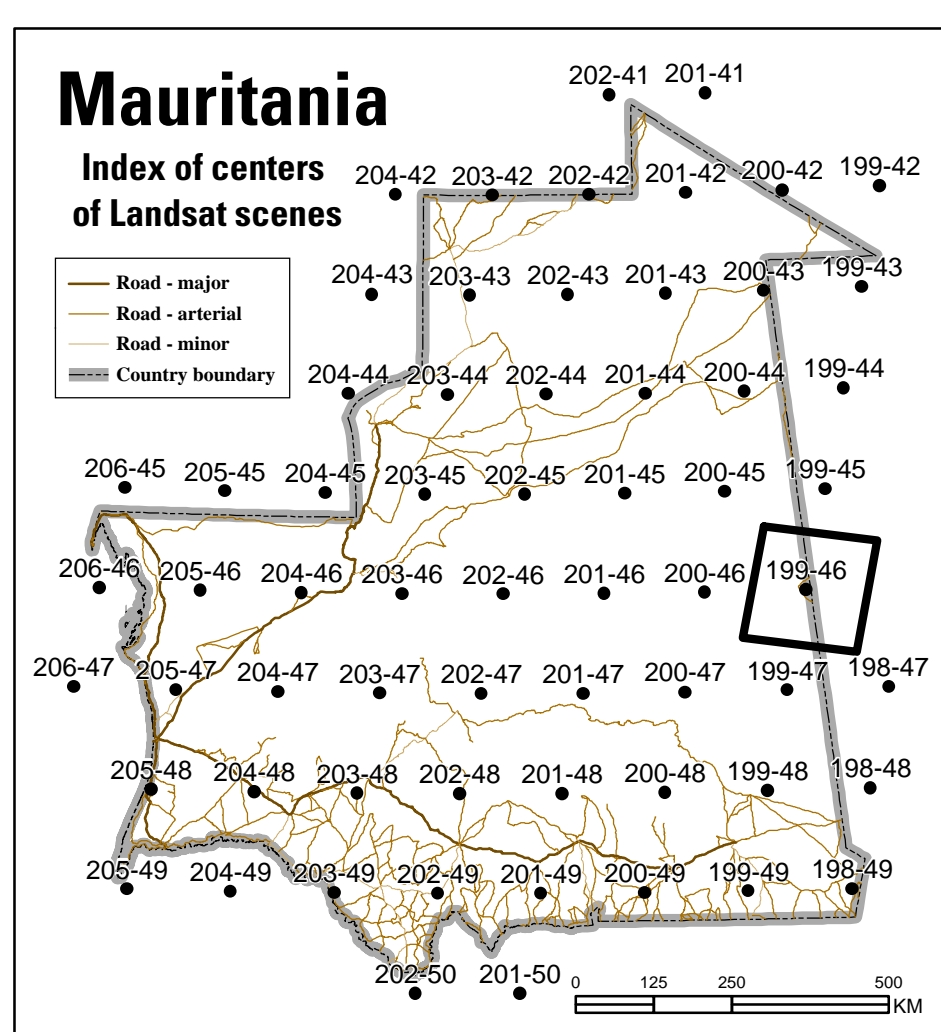 Mauritania
Index of centers
of Landsat scenes
Road - major
Road - arterial
Road - minor
Country boundary
202-41 201-41
204-42 203-42 202-42 201-42 200-42 199-42
204-43 203-43 202-43 201-43 200-43 199-43
204-44 203-44 202-44 201-44 200-44 199-44
206-45 205-45 204-45 203-45 202-45 201-45 200-45 199-45
206-46 205-46 204-46 203-46 202-46 201-46 200-46 199-46
206-47 205-47 204-47 203-47 202-47 201-47 200-47 199-47 198-47
205-48 204-48 203-48 202-48 201-48 200-48 199-48 198-48
205-49 204-49 203-49 202-49 201-49 200-49 199-49 198-49
202-50 201-50
0 125 250 500
KM